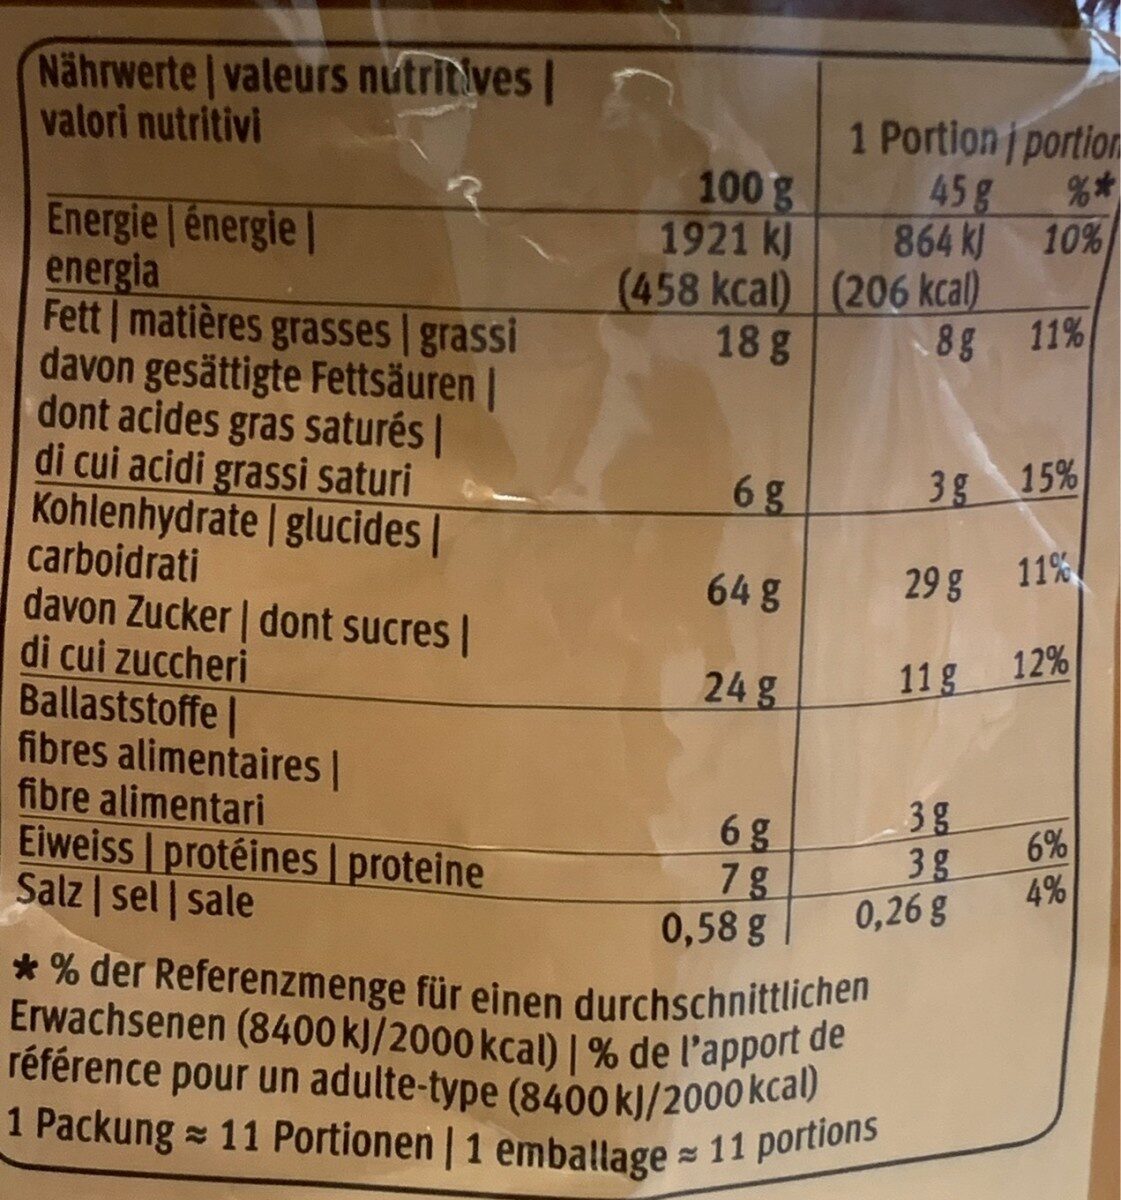 Nährwerte | valeurs nutritives |
valori nutritivi
1 Portion | portion
100 g 45 g %*
Energie | énergie | 1921 kJ 864 kJ 10%
energia (458 kcal) (206 kcal)
Fett | matières grasses | grassi 18 g 8 g 11%
davon gesättigte Fettsäuren |
dont acides gras saturés |
di cui acidi grassi saturi 6 g 3 g 15%
Kohlenhydrate | glucides |
carboidrati 64 g 29 g 11%
davon Zucker | dont sucres |
di cui zuccheri 24 g 11 g 12%
Ballaststoffe |
fibres alimentaires |
fibre alimentari 6 g 3 g
Eiweiss | protéines | proteine 7 g 3 g 6%
Salz | sel | sale 0,58 g 0,26 g 4%
* % der Referenzmenge für einen durchschnittlichen
Erwachsenen (8400 kJ/2000 kcal) | % de l'apport de
référence pour un adulte-type (8400 kJ/2000 kcal)
1 Packung ≈ 11 Portionen | 1 emballage ≈ 11 portions